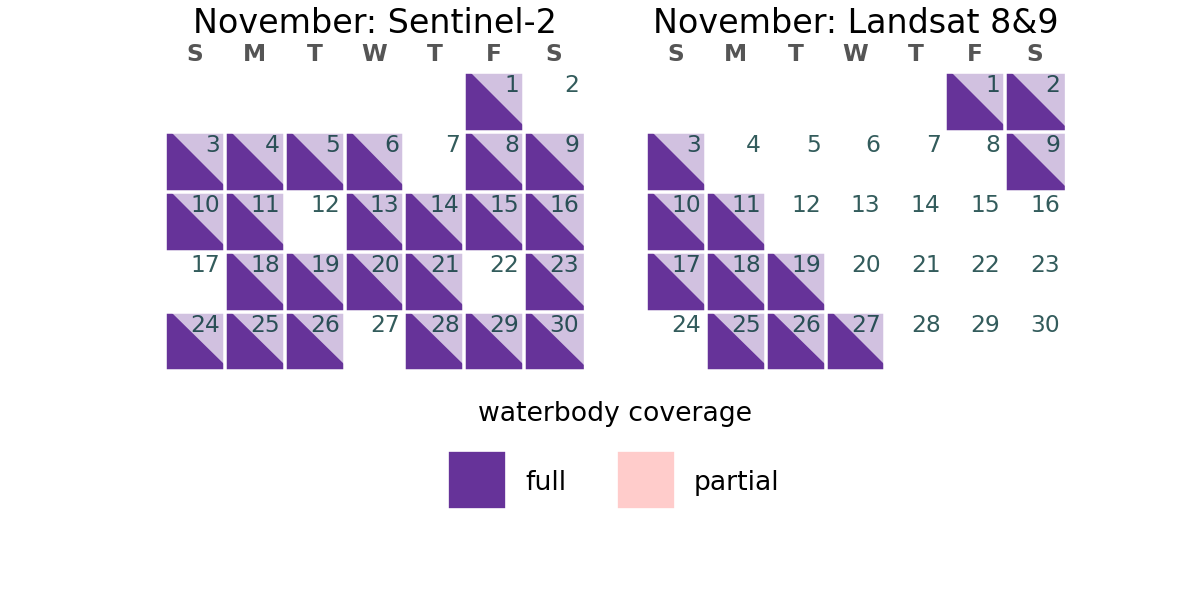 November: Sentinel-2
S M T W T F S
1 2
3 4 5 6 7 8 9
10 11 12 13 14 15 16
17 18 19 20 21 22 23
24 25 26 27 28 29 30
November: Landsat 8&9
S M T W T F S
1 2
3 4 5 6 7 8 9
10 11 12 13 14 15 16
17 18 19 20 21 22 23
24 25 26 27 28 29 30
waterbody coverage
full
partial